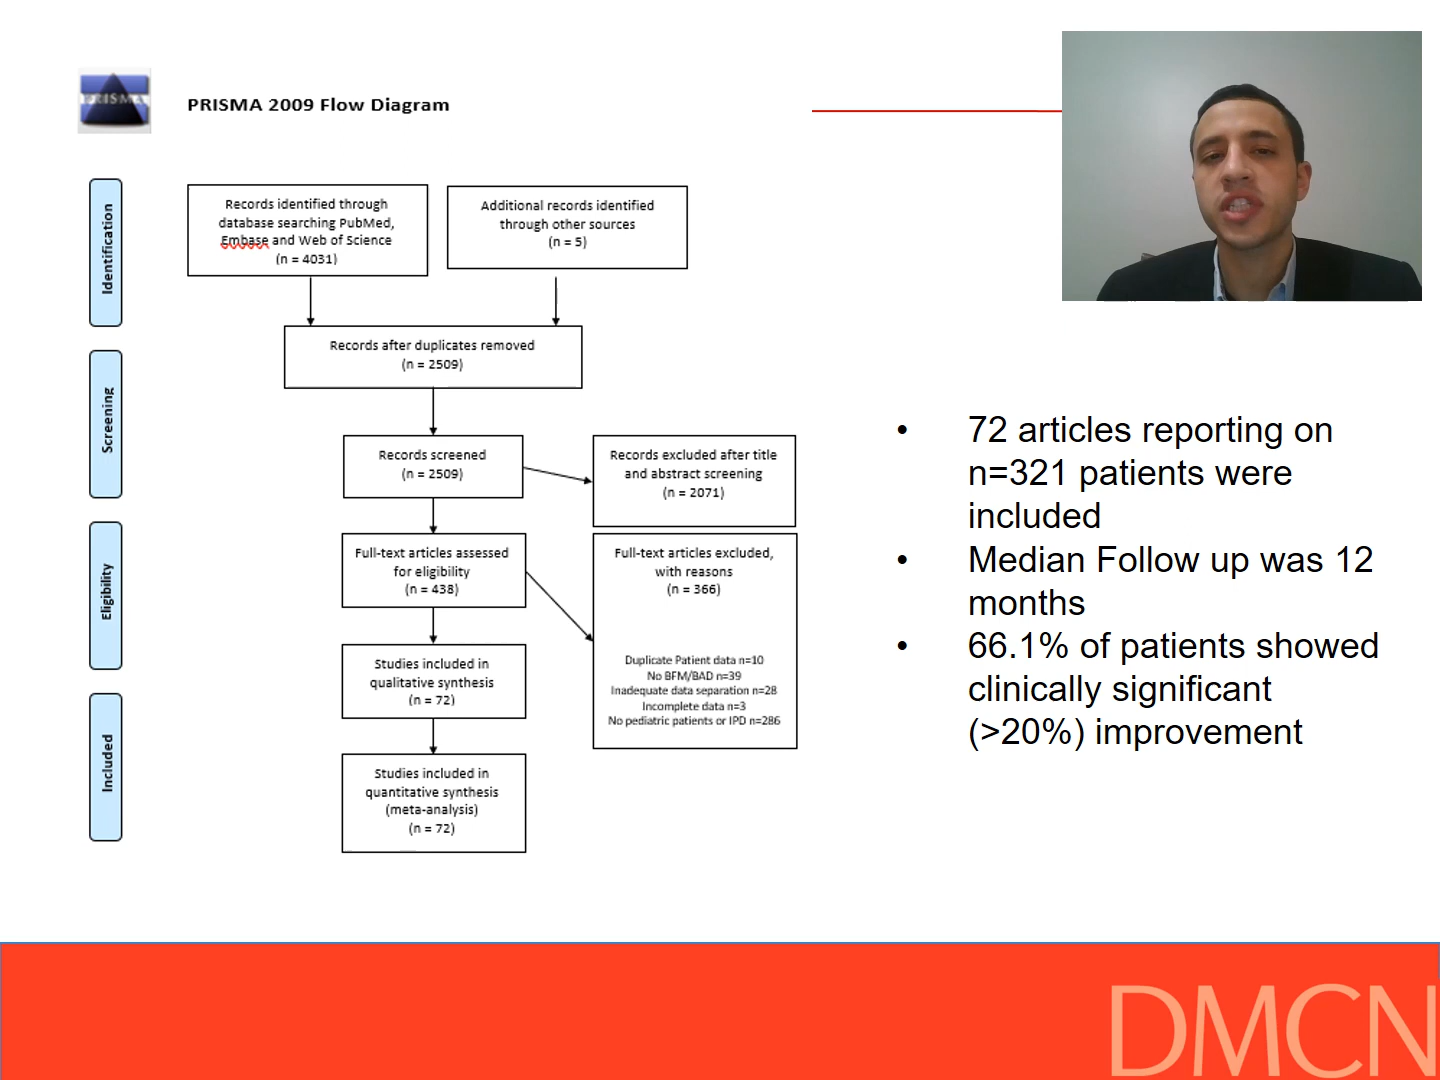 PRISMA
PRISMA 2009 Flow Diagram
Identification
Records identified through
database searching PubMed,
Embase and Web of Science
(n = 4031)
Additional records identified
through other sources
(n = 5)
Records after duplicates removed
(n = 2509)
Screening
Records screened
(n = 2509)
Records excluded after title
and abstract screening
(n = 2071)
Eligibility
Full-text articles assessed
for eligibility
(n = 438)
Full-text articles excluded,
with reasons
(n = 366)
Duplicate Patient data n=10
No BFM/BAD n=39
Inadequate data separation n=28
Incomplete data n=3
No pediatric patients or IPD n=286
Studies included in
qualitative synthesis
(n = 72)
Included
Studies included in
quantitative synthesis
(meta-analysis)
(n = 72)
• 72 articles reporting on
n=321 patients were
included
• Median Follow up was 12
months
• 66.1% of patients showed
clinically significant
(>20%) improvement
DMCN